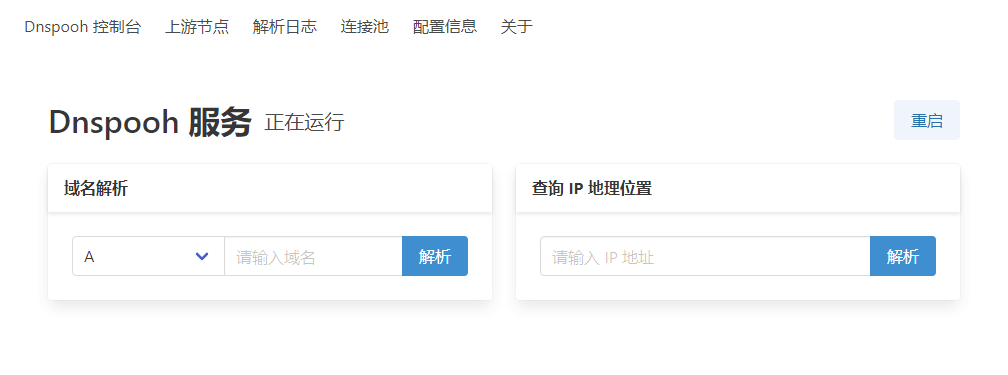 Dnspooh 控制台 上游节点 解析日志 连接池 配置信息 关于
Dnspooh 服务 正在运行 重启
域名解析
A 请输入域名 解析
查询 IP 地理位置
请输入 IP 地址 解析